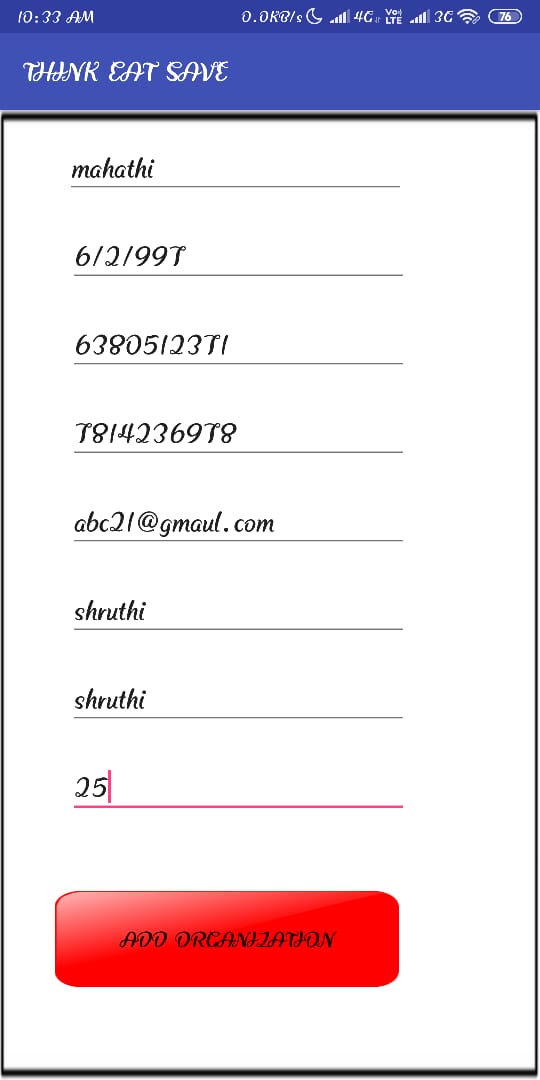 10:33 AM 0.0KB/s 4G Vo) LTE 3G 76
THINK EAT SAVE
mahathi
6/2/997
6380512371
7814236978
abc21@gmaul.com
shruthi
shruthi
25
ADD ORGANIZATION